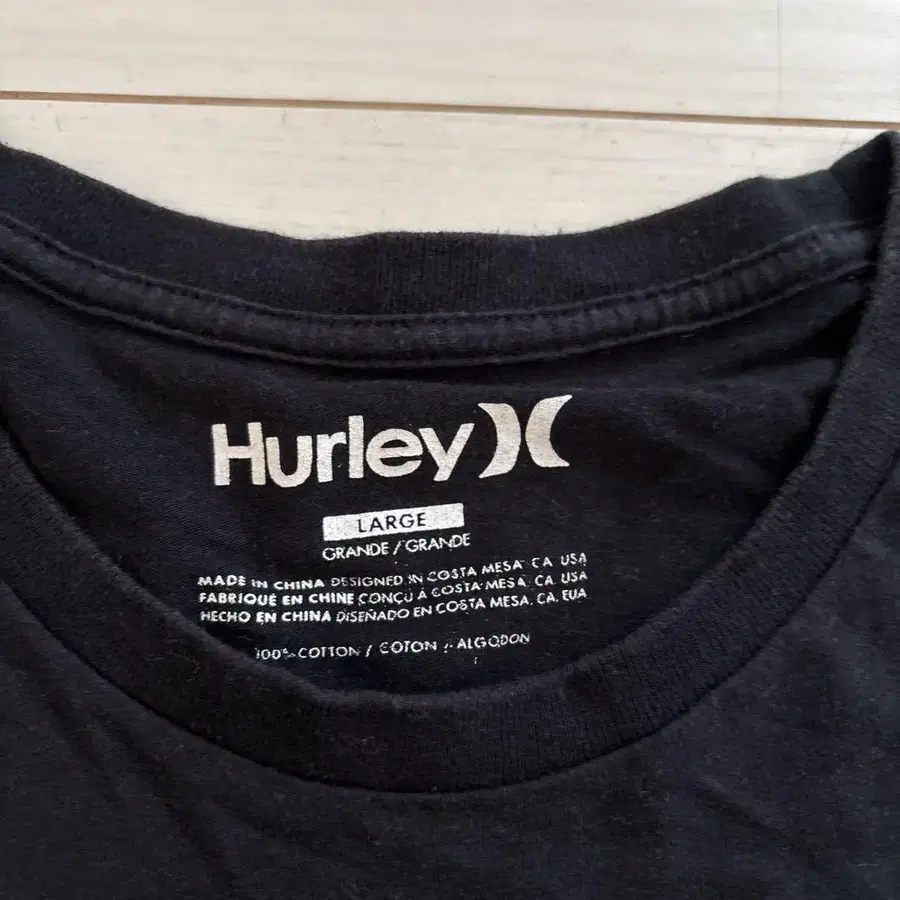 Hurley
LARGE
GRANDE / GRANDE
MADE IN CHINA DESIGNED IN COSTA MESA CA USA
FABRIQUÉ EN CHINE CONÇU À COSTA MESA CA USA
HECHO EN CHINA DISEÑADO EN COSTA MESA, CA, EUA
100% COTTON / COTON / ALGODON